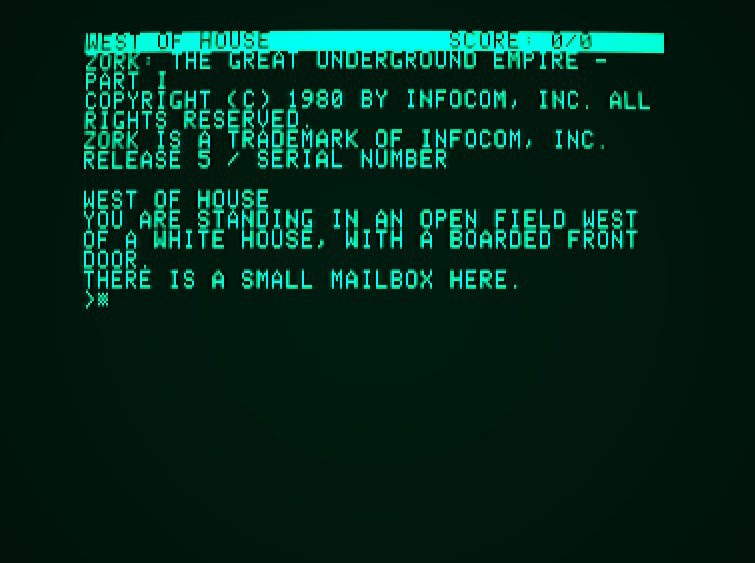 WEST OF HOUSE SCORE: 0/0
ZORK: THE GREAT UNDERGROUND EMPIRE -
PART I
COPYRIGHT (C) 1980 BY INFOCOM, INC. ALL
RIGHTS RESERVED.
ZORK IS A TRADEMARK OF INFOCOM, INC.
RELEASE 5 / SERIAL NUMBER
WEST OF HOUSE
YOU ARE STANDING IN AN OPEN FIELD WEST
OF A WHITE HOUSE, WITH A BOARDED FRONT
DOOR.
THERE IS A SMALL MAILBOX HERE.
>